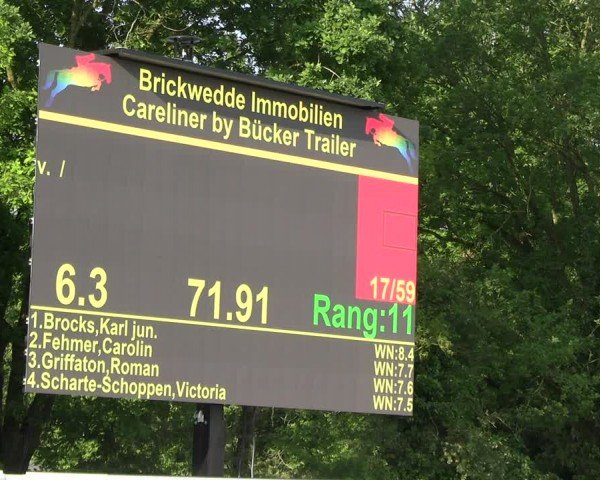 Brickwedde Immobilien
Careliner by Bücker Trailer
v. /
17/59
6.3 71.91 Rang:11
1.Brocks,Karl jun. WN:8.4
2.Fehmer,Carolin WN:7.7
3.Griffaton,Roman WN:7.6
4.Scharte-Schoppen,Victoria WN:7.5